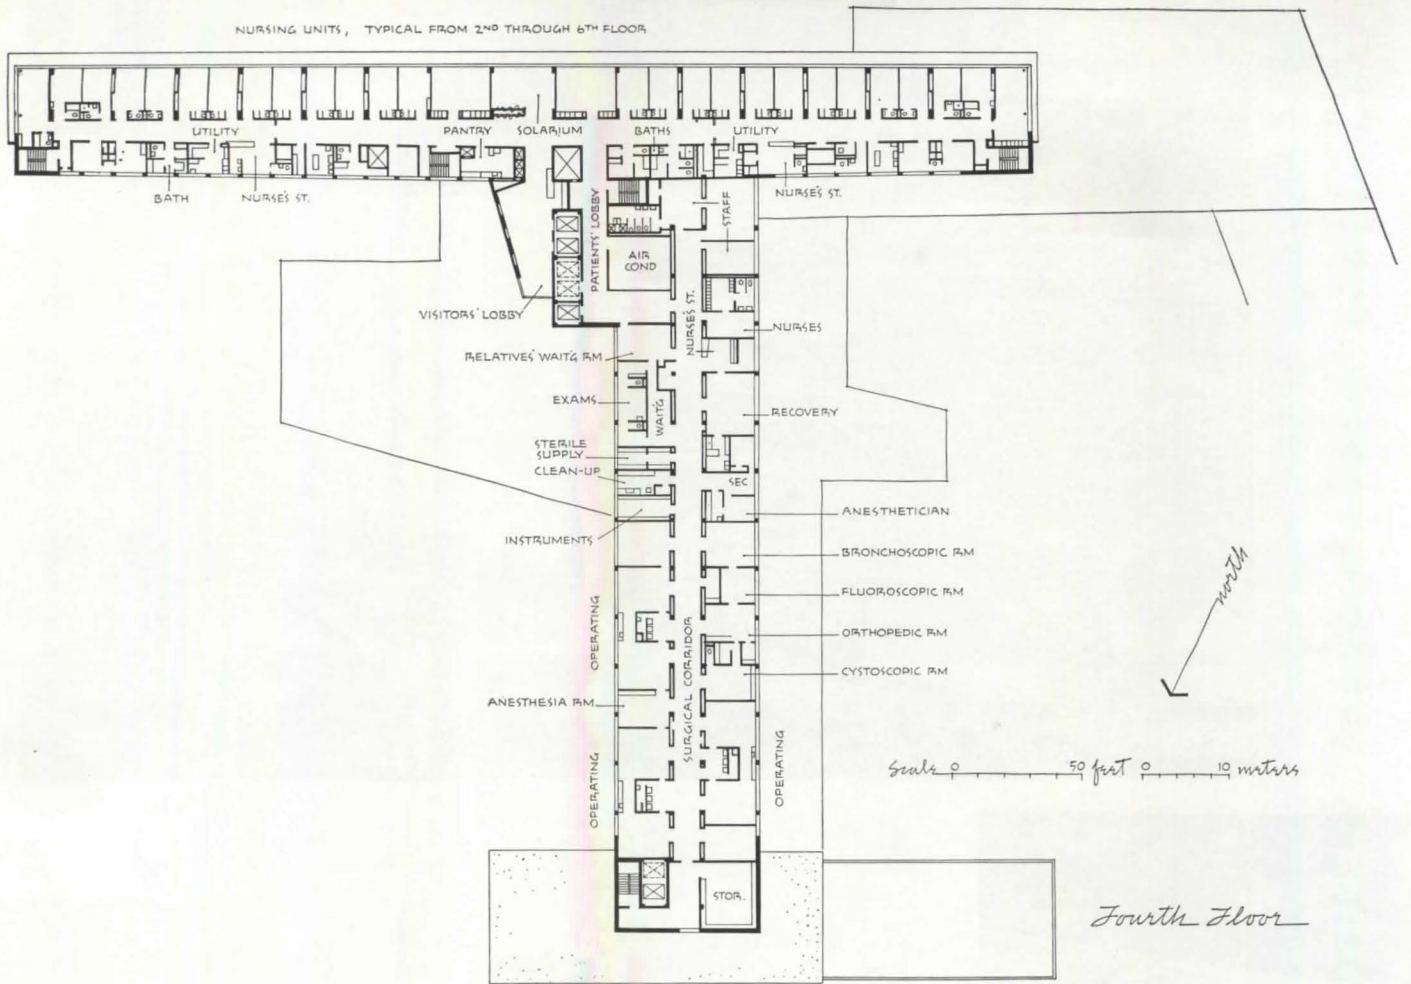 NURSING UNITS, TYPICAL FROM 2ND THROUGH 6TH FLOOR
UTILITY
PANTRY
SOLARIUM
BATHS
UTILITY
BATH
NURSE'S ST.
PATIENTS' LOBBY
STAFF
NURSE'S ST.
AIR
COND
VISITORS' LOBBY
NURSE'S ST.
NURSES
RELATIVES' WAIT'G RM
EXAMS
WAIT'G
RECOVERY
STERILE
SUPPLY
CLEAN-UP
SEC
ANESTHETICIAN
INSTRUMENTS
BRONCHOSCOPIC RM
FLUOROSCOPIC RM
OPERATING
SURGICAL CORRIDOR
ORTHOPEDIC RM
CYSTOSCOPIC RM
ANESTHESIA RM
north
OPERATING
OPERATING
Scale 0 50 feet 0 10 meters
STOR.
Fourth Floor